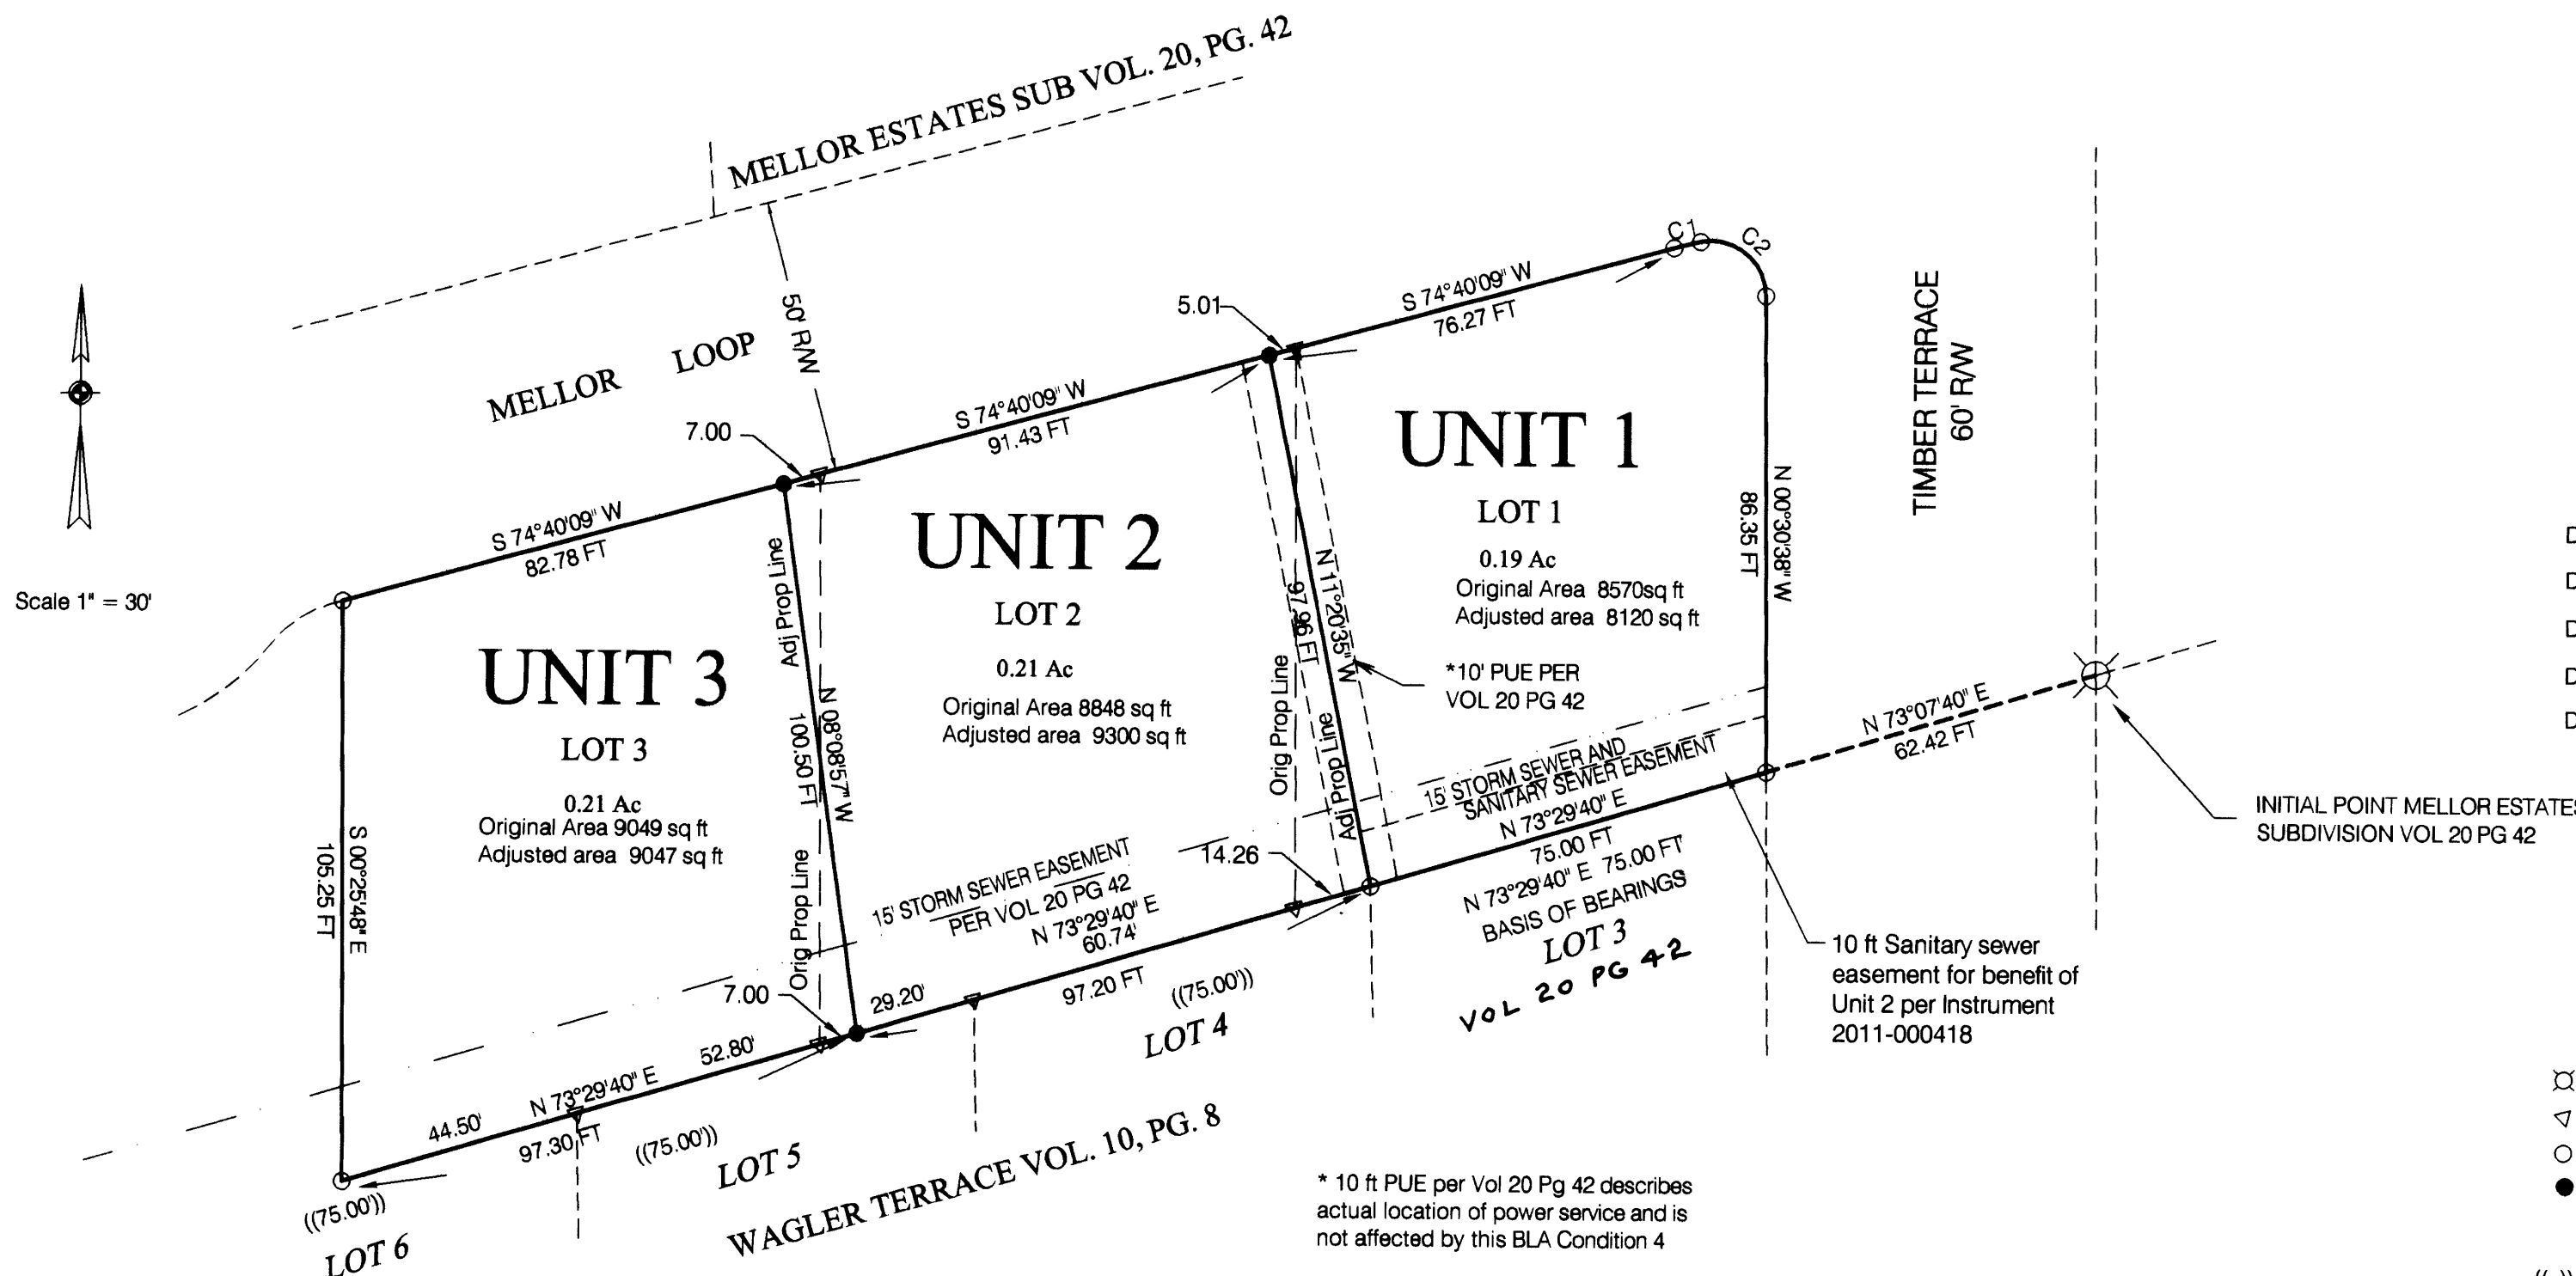 MELLOR ESTATES SUB VOL. 20, PG. 42
MELLOR LOOP
50' R/W
Scale 1" = 30'
C1
C2
TIMBER TERRACE
60' R/W
S 74°40'09" W
76.27 FT
5.01
S 74°40'09" W
91.43 FT
7.00
S 74°40'09" W
82.78 FT
UNIT 1
LOT 1
0.19 Ac
Original Area 8570sq ft
Adjusted area 8120 sq ft
N 00°30'38" W
86.35 FT
*10' PUE PER
VOL 20 PG 42
N 11°20'35" W
97.96 FT
Orig Prop Line
Adj Prop Line
UNIT 2
LOT 2
0.21 Ac
Original Area 8848 sq ft
Adjusted area 9300 sq ft
Adj Prop Line
N 08°08'57" W
100.50 FT
Orig Prop Line
UNIT 3
LOT 3
0.21 Ac
Original Area 9049 sq ft
Adjusted area 9047 sq ft
S 00°25'48" E
105.25 FT
15' STORM SEWER AND
SANITARY SEWER EASEMENT
N 73°29'40" E
75.00 FT
N 73°29'40" E 75.00 FT
BASIS OF BEARINGS
LOT 3
VOL 20 PG 42
N 73°07'40" E
62.42 FT
INITIAL POINT MELLOR ESTATES
SUBDIVISION VOL 20 PG 42
10 ft Sanitary sewer
easement for benefit of
Unit 2 per Instrument
2011-000418
15' STORM SEWER EASEMENT
PER VOL 20 PG 42
N 73°29'40" E
60.74'
14.26
97.20 FT
((75.00'))
LOT 4
29.20'
7.00
52.80'
N 73°29'40" E
44.50'
97.30 FT
((75.00'))
LOT 5
((75.00'))
LOT 6
WAGLER TERRACE VOL. 10, PG. 8
* 10 ft PUE per Vol 20 Pg 42 describes
actual location of power service and is
not affected by this BLA Condition 4
D
D
D
D
D